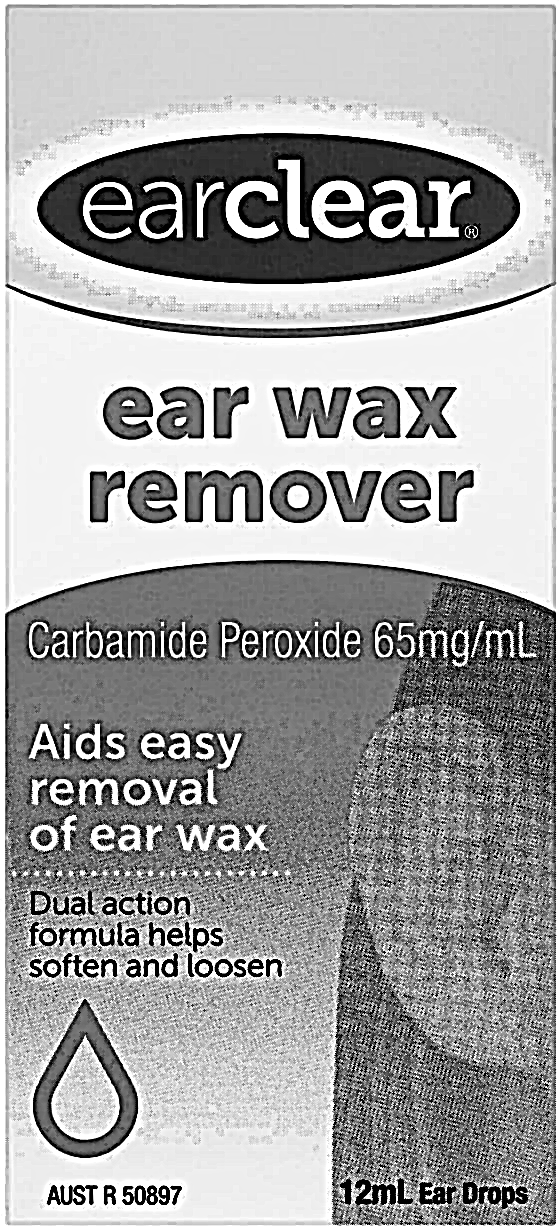 earclear®
ear wax
remover
Carbamide Peroxide 65mg/mL
Aids easy
removal
of ear wax
Dual action
formula helps
soften and loosen
AUST R 50897
12mL Ear Drops